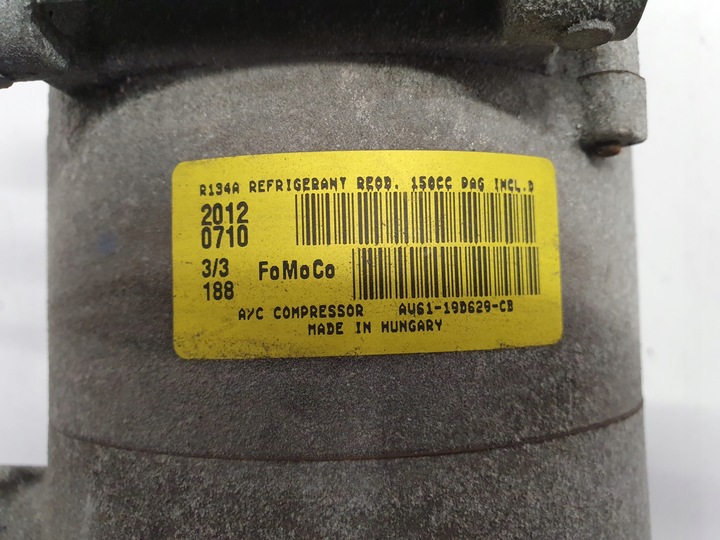 R134A REFRIGERANT REQD. 150CC DAG INCL.D
2012
0710
3/3 FoMoCo
188
A/C COMPRESSOR AV61-19D629-CB
MADE IN HUNGARY